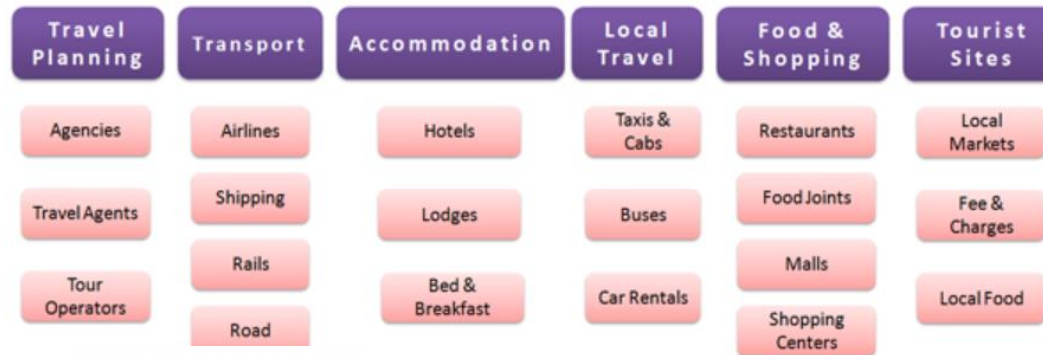 Travel
Planning
Transport
Accommodation
Local
Travel
Food &
Shopping
Tourist
Sites
Agencies
Airlines
Hotels
Taxis &
Cabs
Restaurants
Local
Markets
Travel Agents
Shipping
Lodges
Buses
Food Joints
Fee &
Charges
Tour
Operators
Rails
Bed &
Breakfast
Car Rentals
Malls
Local Food
Road
Shopping
Centers